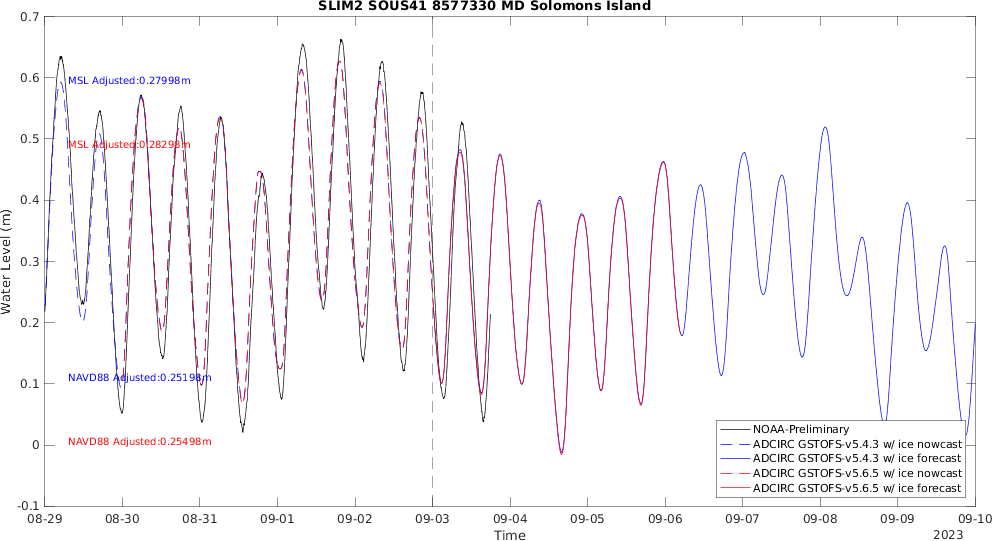 SLIM2 SOUS41 8577330 MD Solomons Island
0.7
0.6
0.5
0.4
0.3
0.2
0.1
0
-0.1
Water Level (m)
MSL Adjusted:0.27998m
MSL Adjusted:0.28298m
NAVD88 Adjusted:0.25198m
NAVD88 Adjusted:0.25498m
NOAA-Preliminary
ADCIRC GSTOFS-v5.4.3 w/ ice nowcast
ADCIRC GSTOFS-v5.4.3 w/ ice forecast
ADCIRC GSTOFS-v5.6.5 w/ ice nowcast
ADCIRC GSTOFS-v5.6.5 w/ ice forecast
08-29 08-30 08-31 09-01 09-02 09-03 09-04 09-05 09-06 09-07 09-08 09-09 09-10
Time
2023